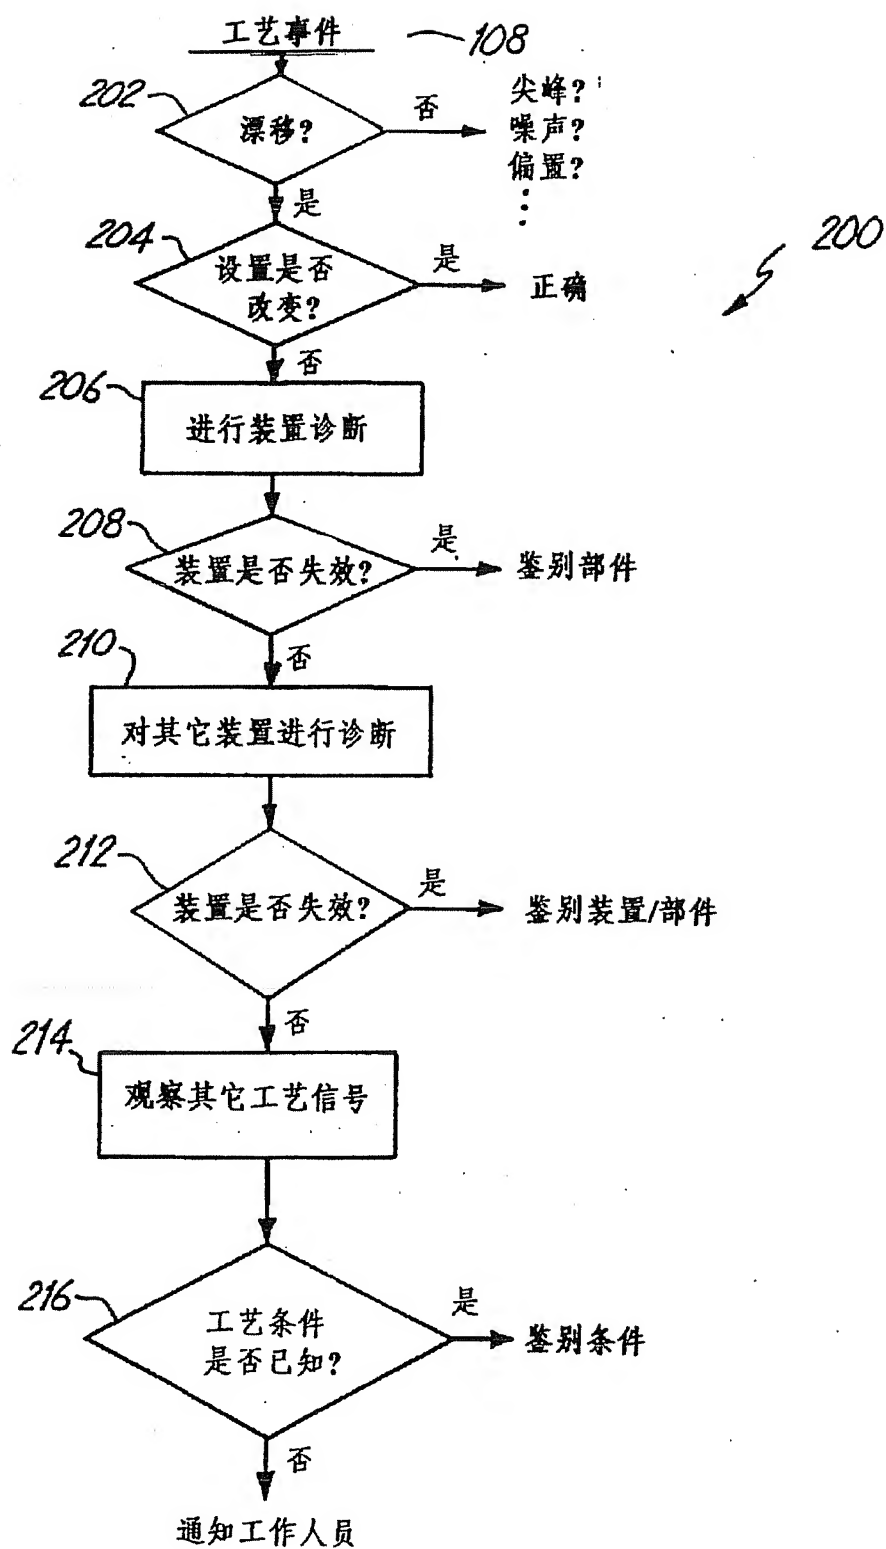 工艺事件
108
202
漂移?
否
尖峰?
噪声?
偏置?
是
204
设置是否
改变?
是
正确
200
否
206
进行装置诊断
208
装置是否失效?
是
鉴别部件
210
否
对其它装置进行诊断
212
装置是否失效?
是
鉴别装置/部件
否
214
观察其它工艺信号
216
工艺条件
是否已知?
是
鉴别条件
否
通知工作人员